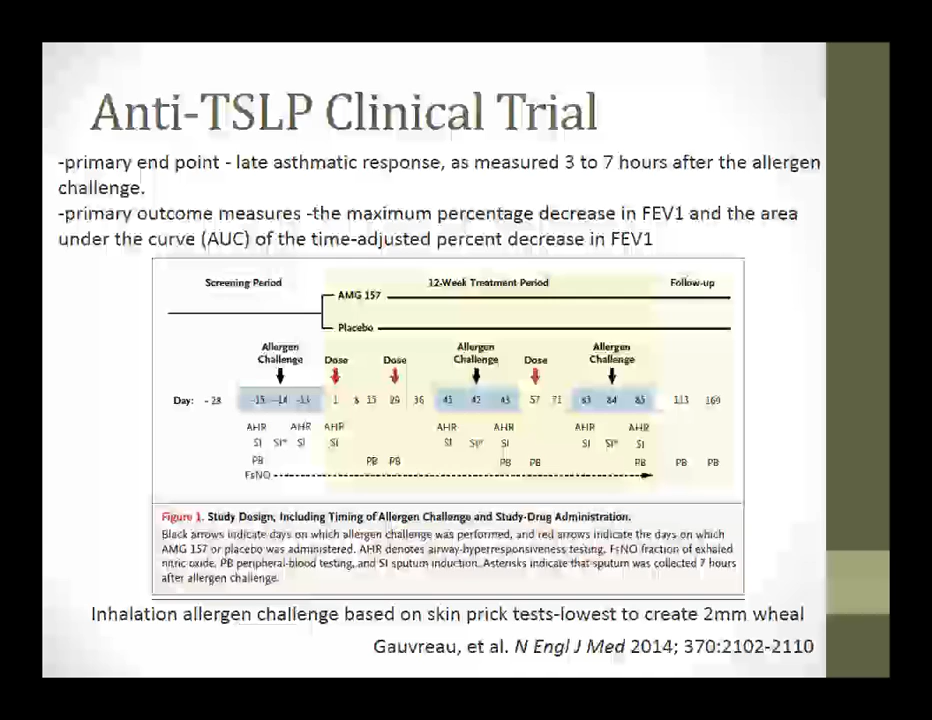 Anti-TSLP Clinical Trial
-primary end point - late asthmatic response, as measured 3 to 7 hours after the allergen
challenge.
-primary outcome measures -the maximum percentage decrease in FEV1 and the area
under the curve (AUC) of the time-adjusted percent decrease in FEV1
Screening Period 12-Week Treatment Period Follow-up
AMG 157
Placebo
Allergen Allergen Allergen
Challenge Dose Dose Challenge Dose Challenge
Day: -28 -15 -14 -13 1 8 15 29 36 41 42 43 57 71 83 84 85 113 169
AHR AHR AHR AHR AHR AHR AHR
SI SI* SI SI SI SI* SI SI SI* SI
PB PB PB PB PB PB PB PB
FENO
Figure 1. Study Design, Including Timing of Allergen Challenge and Study-Drug Administration.
Black arrows indicate days on which allergen challenge was performed, and red arrows indicate the days on which
AMG 157 or placebo was administered. AHR denotes airway-hyperresponsiveness testing, FENO fraction of exhaled
nitric oxide, PB peripheral-blood testing, and SI sputum induction. Asterisks indicate that sputum was collected 7 hours
after allergen challenge.
Inhalation allergen challenge based on skin prick tests-lowest to create 2mm wheal
Gauvreau, et al. N Engl J Med 2014; 370:2102-2110